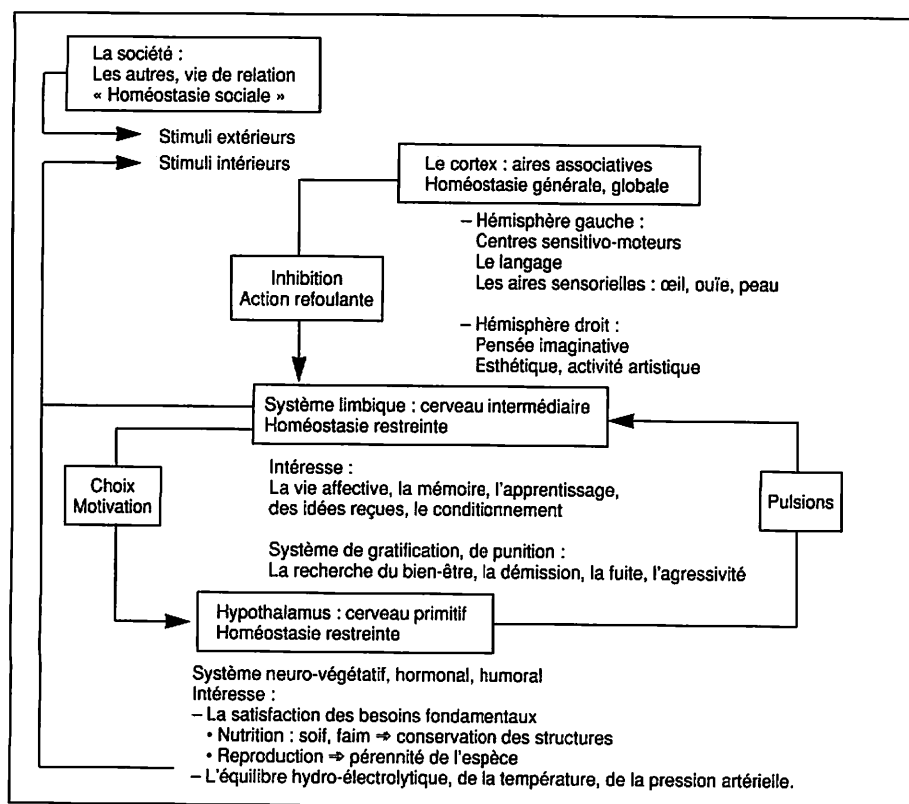 La société :
Les autres, vie de relation
« Homéostasie sociale »
Stimuli extérieurs
Stimuli intérieurs
Le cortex : aires associatives
Homéostasie générale, globale
– Hémisphère gauche :
Centres sensitivo-moteurs
Le langage
Les aires sensorielles : œil, ouïe, peau
Inhibition
Action refoulante
– Hémisphère droit :
Pensée imaginative
Esthétique, activité artistique
Système limbique : cerveau intermédiaire
Homéostasie restreinte
Choix
Motivation
Intéresse :
La vie affective, la mémoire, l'apprentissage,
des idées reçues, le conditionnement
Pulsions
Système de gratification, de punition :
La recherche du bien-être, la démission, la fuite, l'agressivité
Hypothalamus : cerveau primitif
Homéostasie restreinte
Système neuro-végétatif, hormonal, humoral
Intéresse :
– La satisfaction des besoins fondamentaux
• Nutrition : soif, faim ⇒ conservation des structures
• Reproduction ⇒ pérennité de l'espèce
– L'équilibre hydro-électrolytique, de la température, de la pression artérielle.